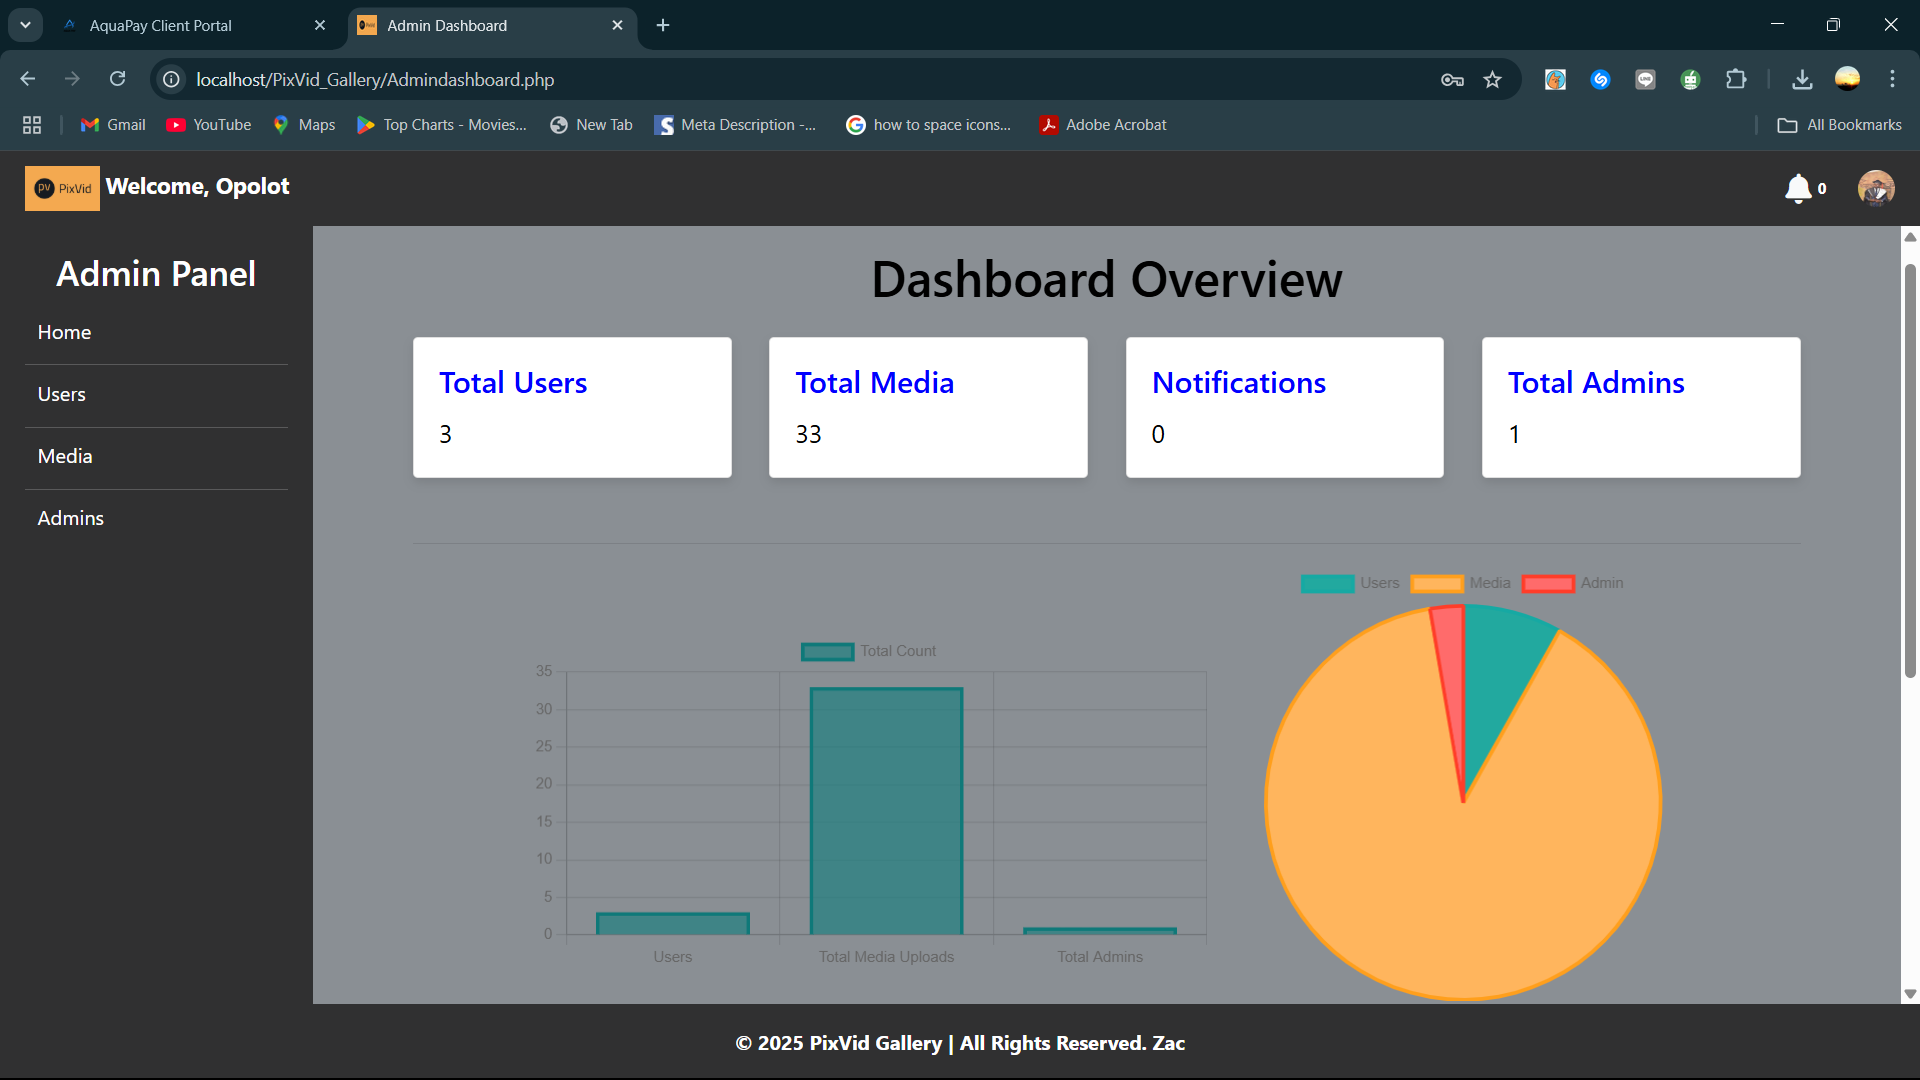 AquaPay Client Portal
Admin Dashboard
localhost/PixVid_Gallery/Admindashboard.php
Gmail
YouTube
Maps
Top Charts - Movies...
New Tab
Meta Description -...
how to space icons...
Adobe Acrobat
All Bookmarks
PV PixVid
Welcome, Opolot
0
Admin Panel
Home
Users
Media
Admins
Dashboard Overview
Total Users
3
Total Media
33
Notifications
0
Total Admins
1
Total Count
35
30
25
20
15
10
5
0
Users
Total Media Uploads
Total Admins
Users Media Admin
© 2025 PixVid Gallery | All Rights Reserved. Zac